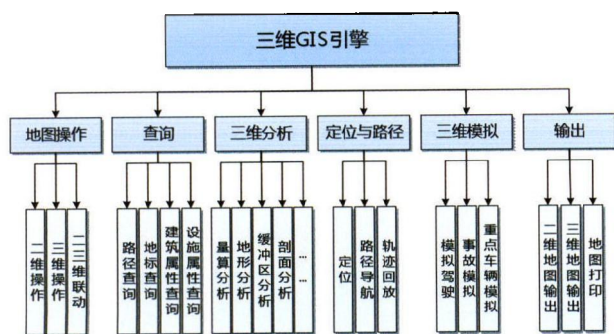 三维GIS引擎
地图操作
查询
三维分析
定位与路径
三维模拟
输出
二维操作
三维操作
二三维联动
路径查询
地标查询
建筑属性查询
设施属性查询
量算分析
地形分析
缓冲区分析
剖面分析
……
定位
路径导航
轨迹回放
模拟驾驶
事故模拟
重点车辆模拟
二维地图输出
三维地图输出
地图打印